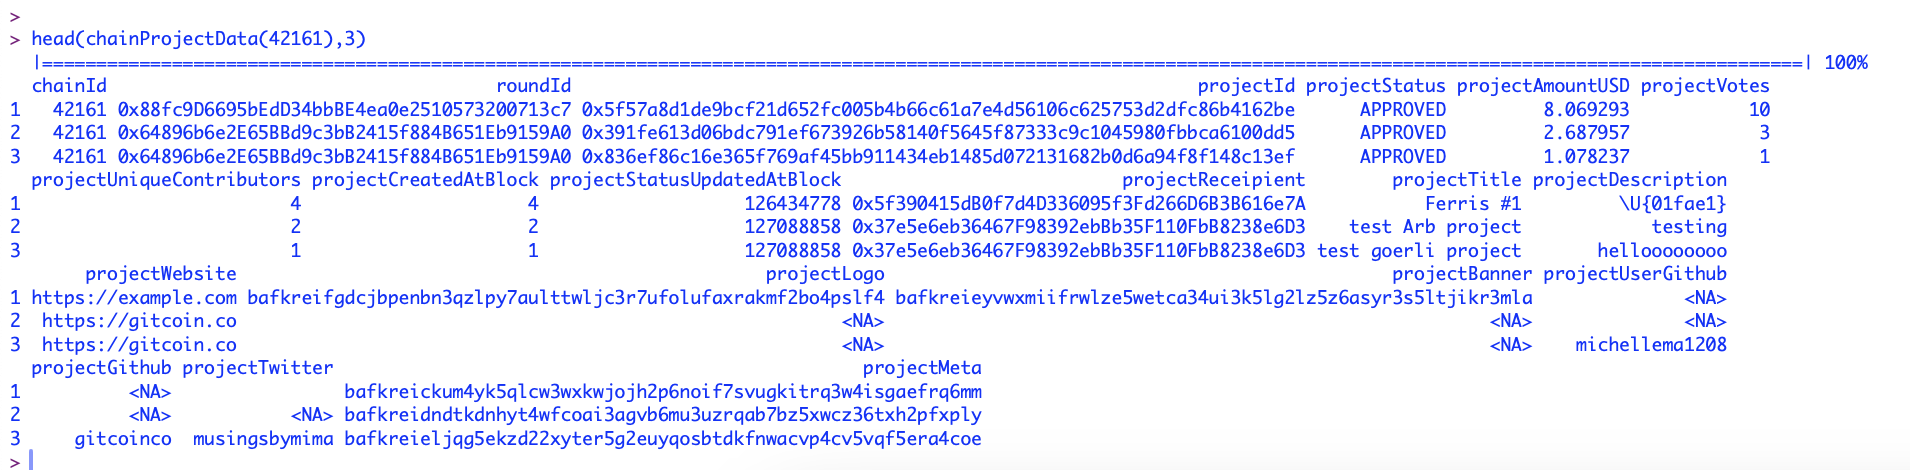 >
> head(chainProjectData(42161),3)
|==================================================================================================================================================================| 100%
chainId roundId projectId projectStatus projectAmountUSD projectVotes
1 42161 0x88fc9D6695bEdD34bbBE4ea0e2510573200713c7 0x5f57a8d1de9bcf21d652fc005b4b66c61a7e4d56106c625753d2dfc86b4162be APPROVED 8.069293 10
2 42161 0x64896b6e2E65BBd9c3bB2415f884B651Eb9159A0 0x391fe613d06bdc791ef673926b58140f5645f87333c9c1045980fbbca6100dd5 APPROVED 2.687957 3
3 42161 0x64896b6e2E65BBd9c3bB2415f884B651Eb9159A0 0x836ef86c16e365f769af45bb911434eb1485d072131682b0d6a94f8f148c13ef APPROVED 1.078237 1
projectUniqueContributors projectCreatedAtBlock projectStatusUpdatedAtBlock projectReceipient projectTitle projectDescription
1 4 4 126434778 0x5f390415dB0f7d4D336095f3Fd266D6B3B616e7A Ferris #1 \U{01fae1}
2 2 2 127088858 0x37e5e6eb36467F98392ebBb35F110FbB8238e6D3 test Arb project testing
3 1 1 127088858 0x37e5e6eb36467F98392ebBb35F110FbB8238e6D3 test goerli project helloooooooo
projectWebsite projectLogo projectBanner projectUserGithub
1 https://example.com bafkreifgdcjbpenbn3qzlpy7aulttwljc3r7ufolufaxrakmf2bo4pslf4 bafkreieyvwxmiifrwlze5wetca34ui3k5lg2lz5z6asyr3s5ltjikr3mla <NA>
2 https://gitcoin.co <NA> <NA> <NA>
3 https://gitcoin.co <NA> <NA> michellema1208
projectGithub projectTwitter projectMeta
1 <NA> bafkreickum4yk5qlcw3wxkwjojh2p6noif7svugkitrq3w4isgaefrq6mm
2 <NA> <NA> bafkreidndtkdnhyt4wfcoai3agvb6mu3uzrqab7bz5xwcz36txh2pfxply
3 gitcoinco musingsbymima bafkreieljqg5ekzd22xyter5g2euyqosbtdkfnwacvp4cv5vqf5era4coe
>